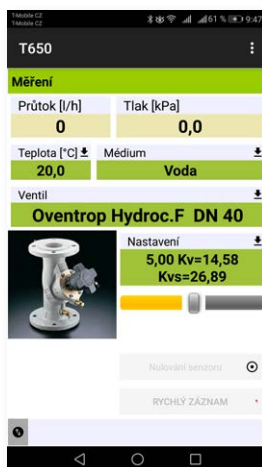 T-Mobile CZ
T-Mobile CZ
61 % 9:47
T650
Měření
Průtok [l/h] Tlak [kPa]
0 0,0
Teplota [°C] Médium
20,0 Voda
Ventil
Oventrop Hydroc.F DN 40
Nastavení
5,00 Kv=14,58
Kvs=26,89
Nulování senzoru
RYCHLÝ ZÁZNAM